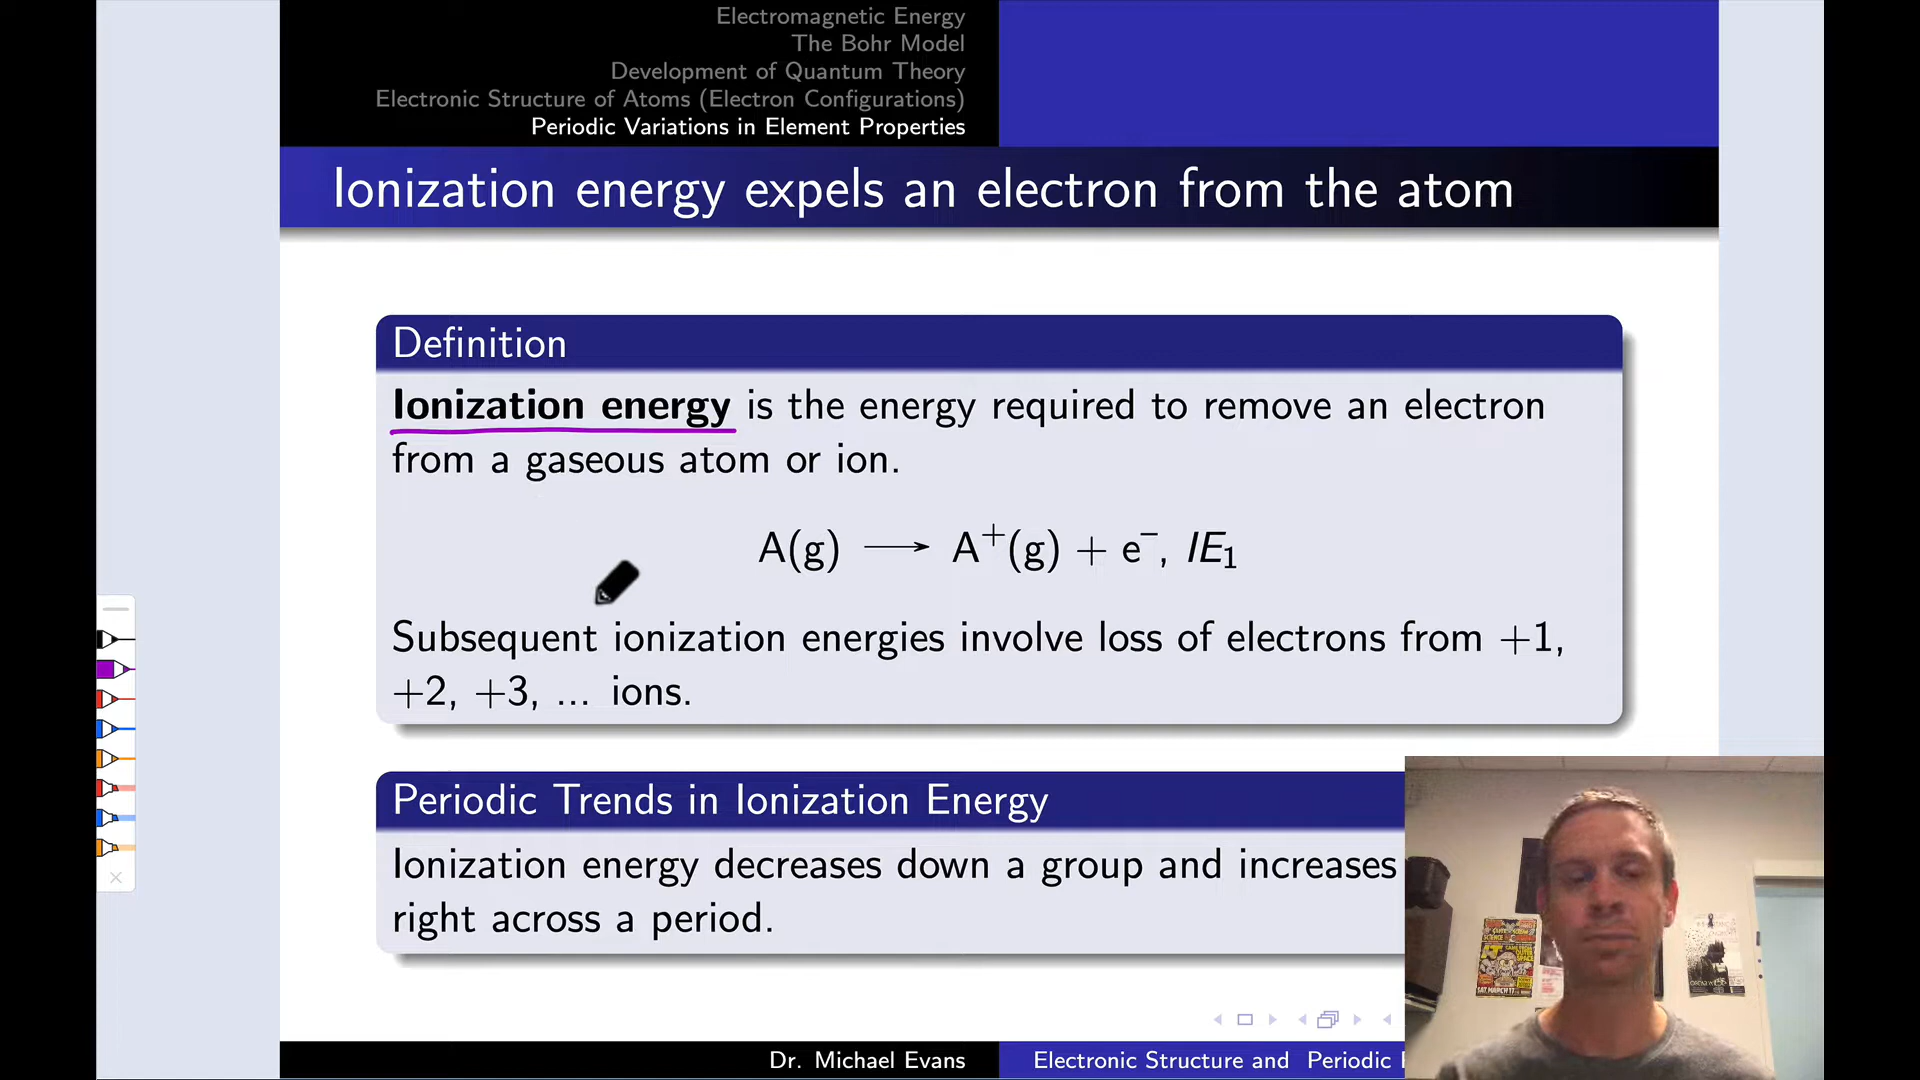 Electromagnetic Energy
The Bohr Model
Development of Quantum Theory
Electronic Structure of Atoms (Electron Configurations)
Periodic Variations in Element Properties
Ionization energy expels an electron from the atom
Definition
Ionization energy is the energy required to remove an electron
from a gaseous atom or ion.
A(g) ⟶ A⁺(g) + e⁻, IE₁
Subsequent ionization energies involve loss of electrons from +1,
+2, +3, ... ions.
Periodic Trends in Ionization Energy
Ionization energy decreases down a group and increases
right across a period.
Dr. Michael Evans
Electronic Structure and Periodic